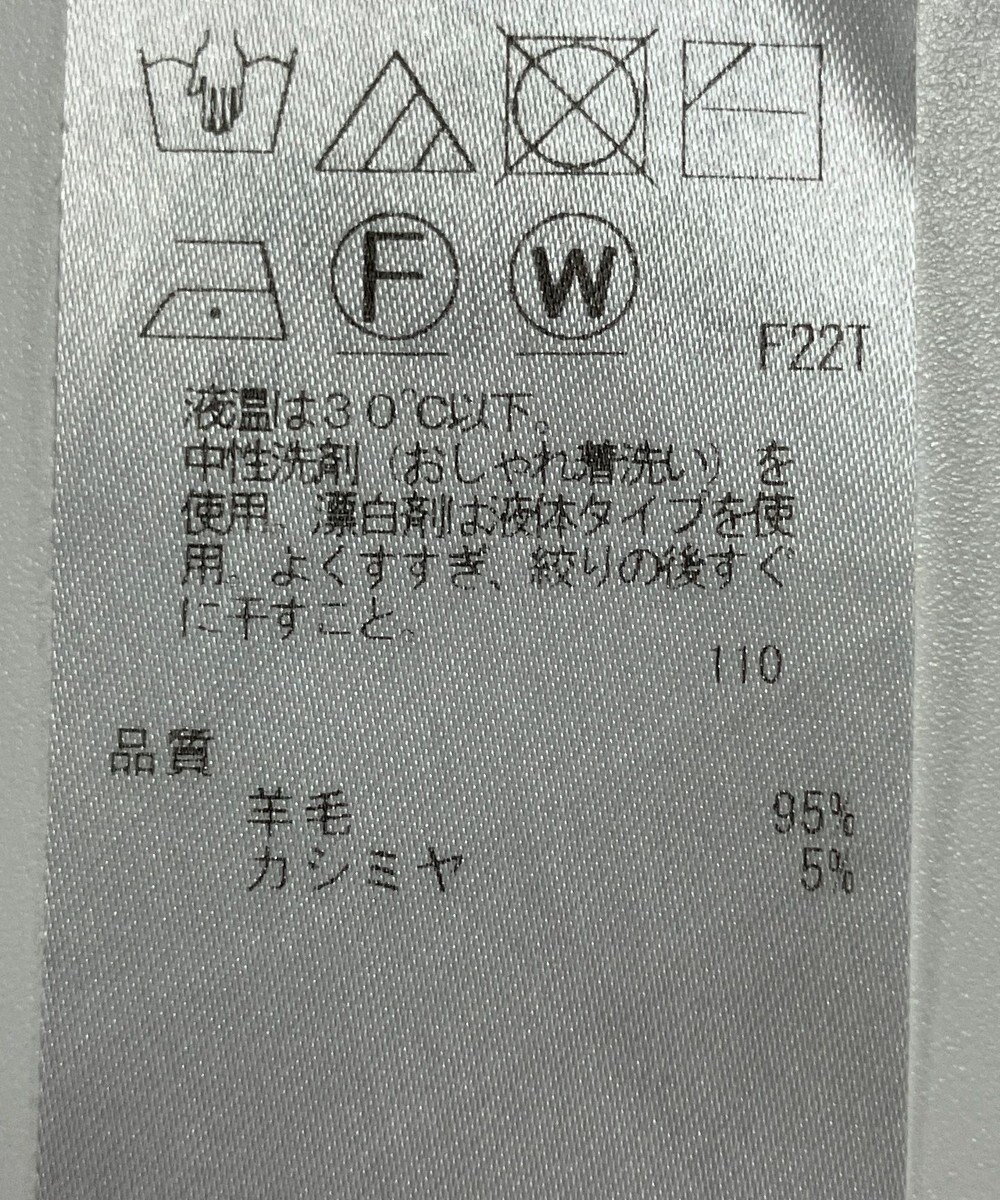 F
W
F22T
液温は30℃以下。
中性洗剤（おしゃれ着洗い）を
使用、漂白剤は液体タイプを使
用。よくすすぎ、絞りの後すぐ
に干すこと。
110
品質
羊毛 95%
カシミヤ 5%